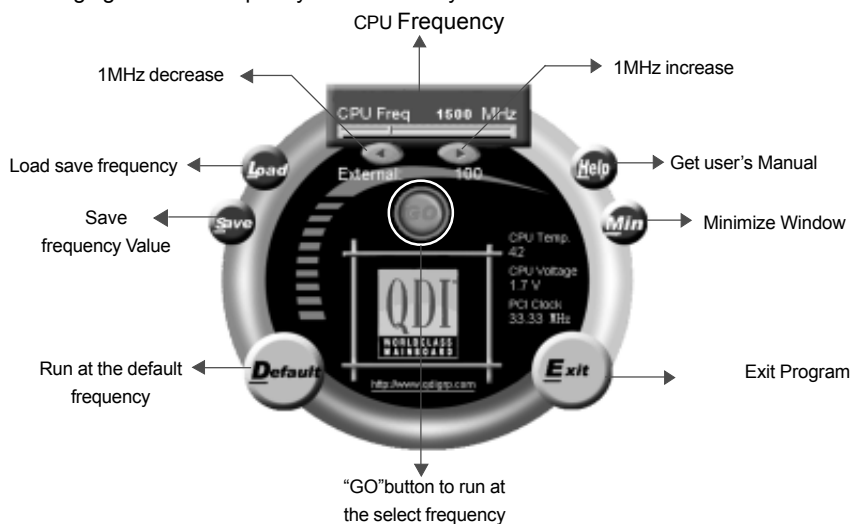 CPU Frequency
1MHz decrease
1MHz increase
CPU Freq 1500 MHz
External: 100
Load save frequency
Load
Help
Get user's Manual
GO
Save
frequency Value
Save
Min
Minimize Window
CPU Temp.
42
CPU Voltage
1.7 V
PCI Clock
33.33 MHz
QDI
WORLDCLASS
MAINBOARD
Run at the default
frequency
Default
Exit
Exit Program
http://www.qdigrp.com
“GO”button to run at
the select frequency